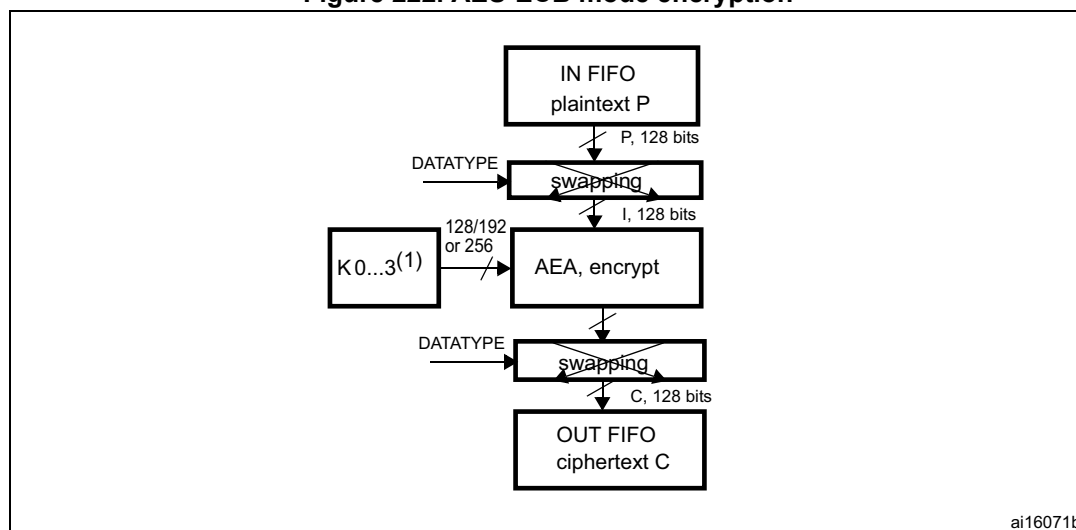 Figure 222. AES-ECB mode encryption
IN FIFO
plaintext P
P, 128 bits
DATATYPE
swapping
I, 128 bits
128/192
or 256
K 0...3(1)
AEA, encrypt
DATATYPE
swapping
C, 128 bits
OUT FIFO
ciphertext C
ai16071b